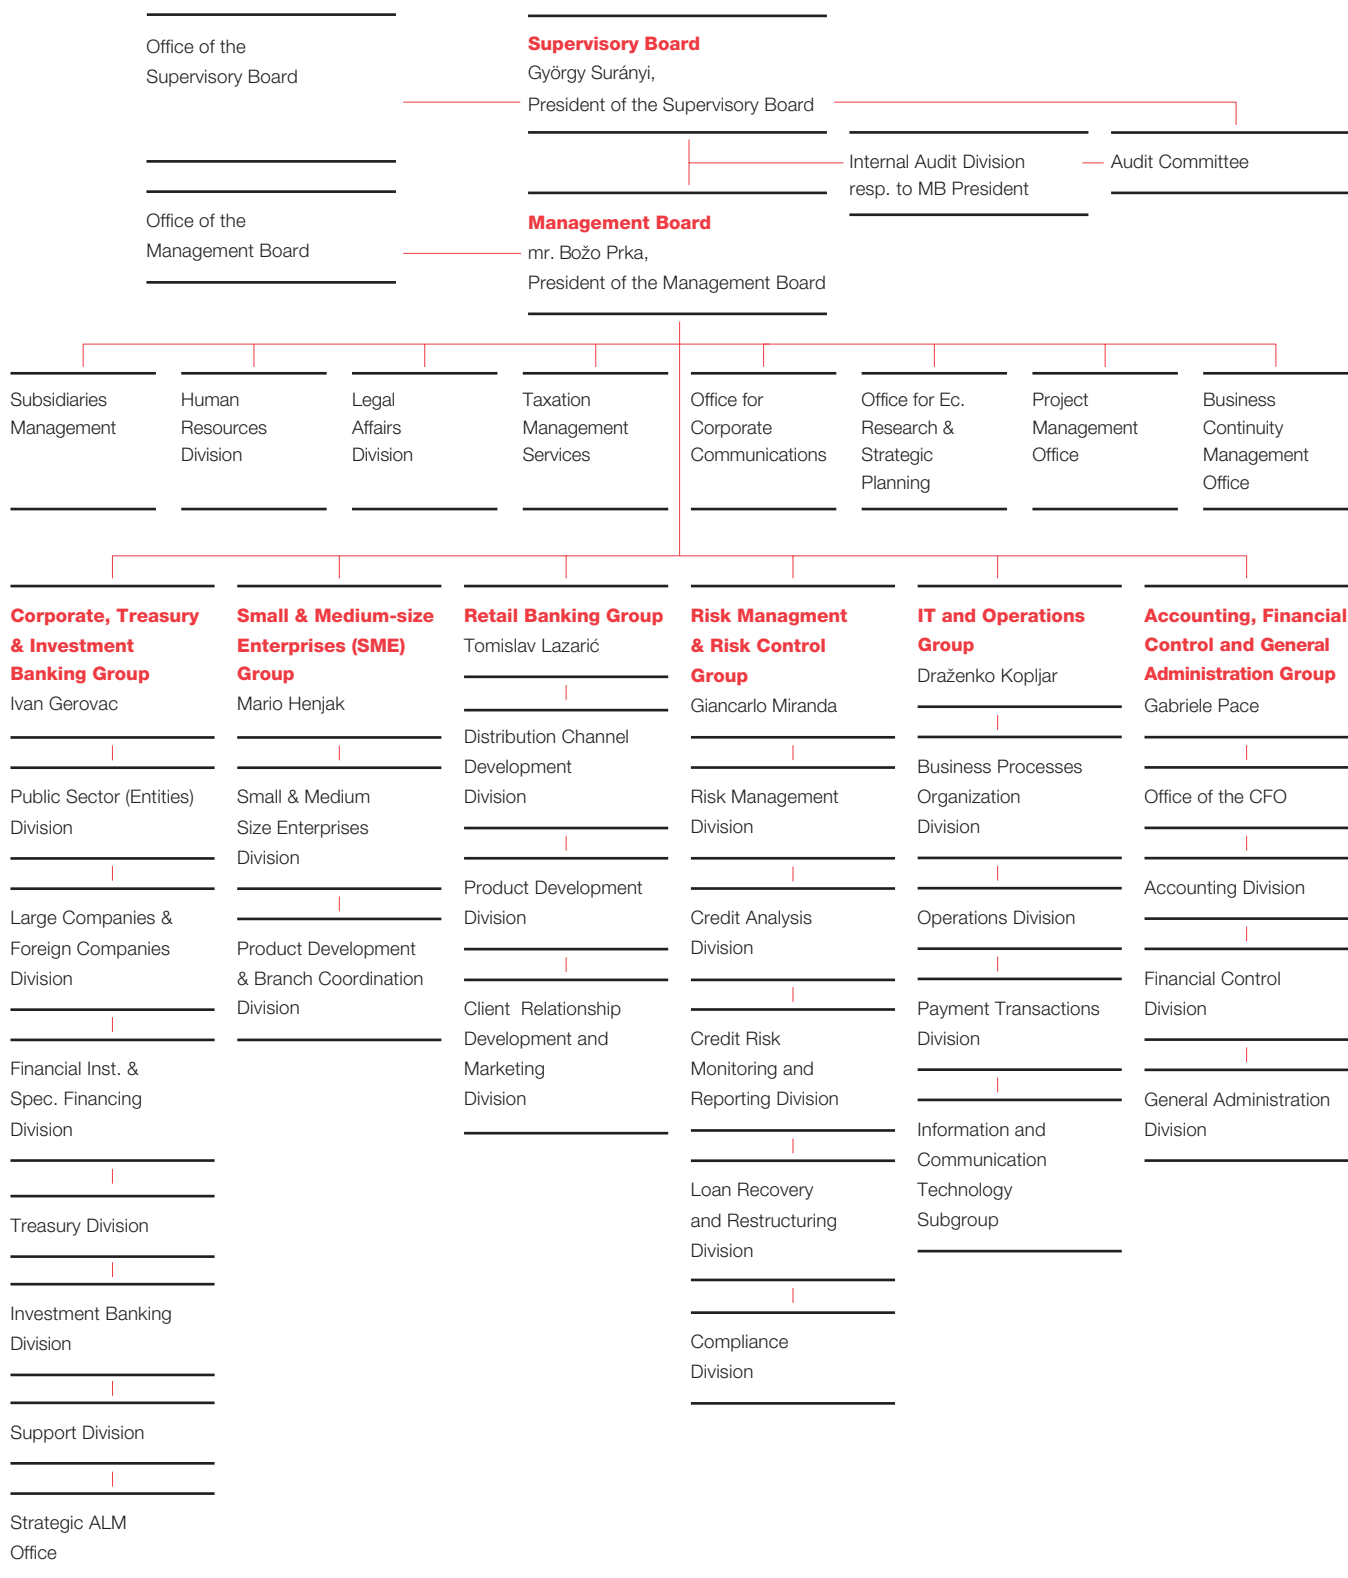 Office of the
Supervisory Board
Supervisory Board
György Surányi,
President of the Supervisory Board
Internal Audit Division
resp. to MB President
Audit Committee
Office of the
Management Board
Management Board
mr. Božo Prka,
President of the Management Board
Subsidiaries
Management
Human
Resources
Division
Legal
Affairs
Division
Taxation
Management
Services
Office for
Corporate
Communications
Office for Ec.
Research &
Strategic
Planning
Project
Management
Office
Business
Continuity
Management
Office
Corporate, Treasury
& Investment
Banking Group
Ivan Gerovac
Public Sector (Entities)
Division
Large Companies &
Foreign Companies
Division
Financial Inst. &
Spec. Financing
Division
Treasury Division
Investment Banking
Division
Support Division
Strategic ALM
Office
Small & Medium-size
Enterprises (SME)
Group
Mario Henjak
Small & Medium
Size Enterprises
Division
Product Development
& Branch Coordination
Division
Retail Banking Group
Tomislav Lazarić
Distribution Channel
Development
Division
Product Development
Division
Client Relationship
Development and
Marketing
Division
Risk Managment
& Risk Control
Group
Giancarlo Miranda
Risk Management
Division
Credit Analysis
Division
Credit Risk
Monitoring and
Reporting Division
Loan Recovery
and Restructuring
Division
Compliance
Division
IT and Operations
Group
Draženko Kopljar
Business Processes
Organization
Division
Operations Division
Payment Transactions
Division
Information and
Communication
Technology
Subgroup
Accounting, Financial
Control and General
Administration Group
Gabriele Pace
Office of the CFO
Accounting Division
Financial Control
Division
General Administration
Division